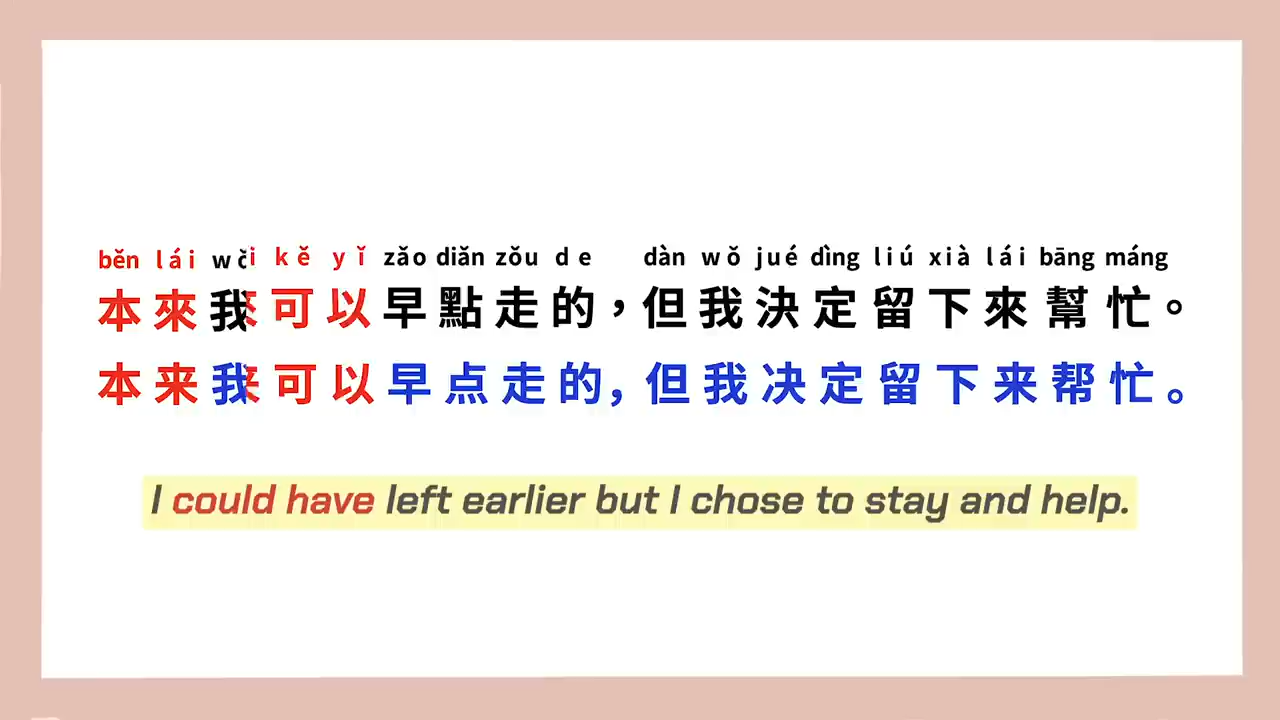 běn lái wǒ kě yǐ zǎo diǎn zǒu de dàn wǒ jué dìng liú xià lái bāng máng
本來我可以早點走的，但我決定留下來幫忙。
本来我可以早点走的，但我决定留下来帮忙。
I could have left earlier but I chose to stay and help.